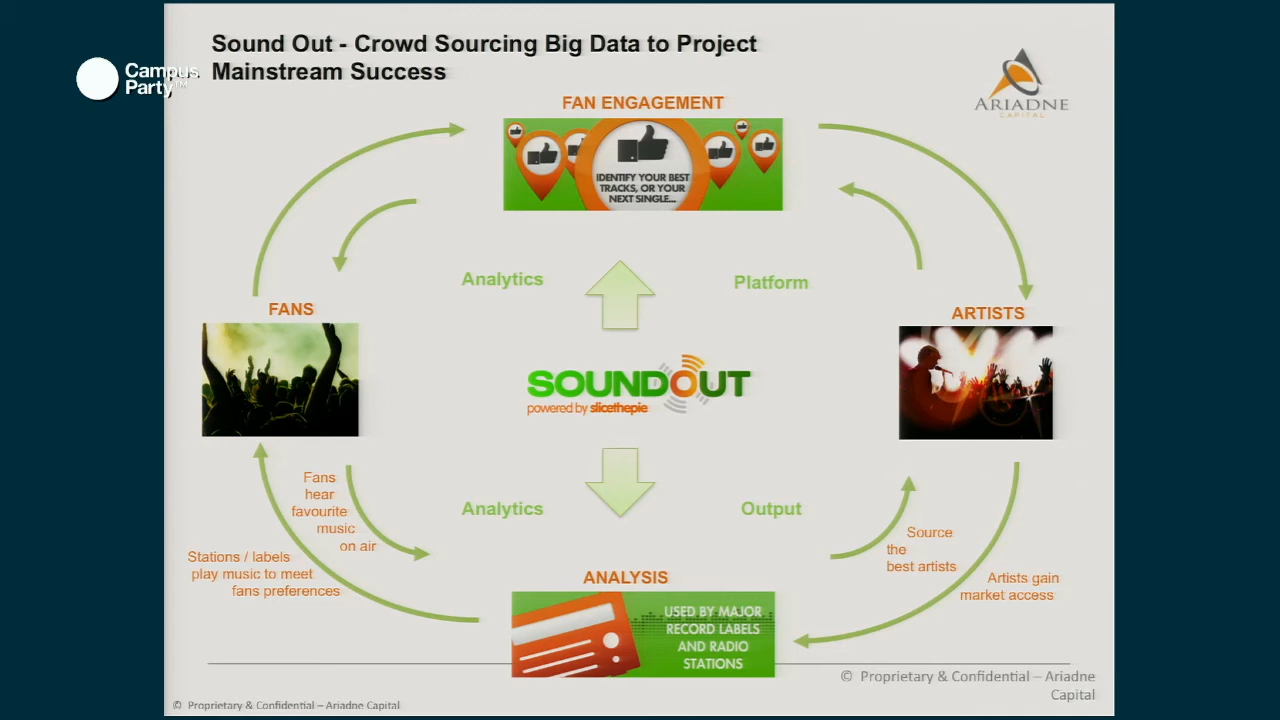 Sound Out - Crowd Sourcing Big Data to Project
Mainstream Success
Campus
Party™
ARIADNE
CAPITAL
FAN ENGAGEMENT
IDENTIFY YOUR BEST
TRACKS, OR YOUR
NEXT SINGLE...
Analytics
Platform
FANS
ARTISTS
SOUNDOUT
powered by slicethepie
Analytics
Output
Fans
hear
favourite
music
on air
Stations / labels
play music to meet
fans preferences
Source
the
best artists
Artists gain
market access
ANALYSIS
USED BY MAJOR
RECORD LABELS
AND RADIO
STATIONS
© Proprietary & Confidential – Ariadne
Capital
© Proprietary & Confidential – Ariadne Capital